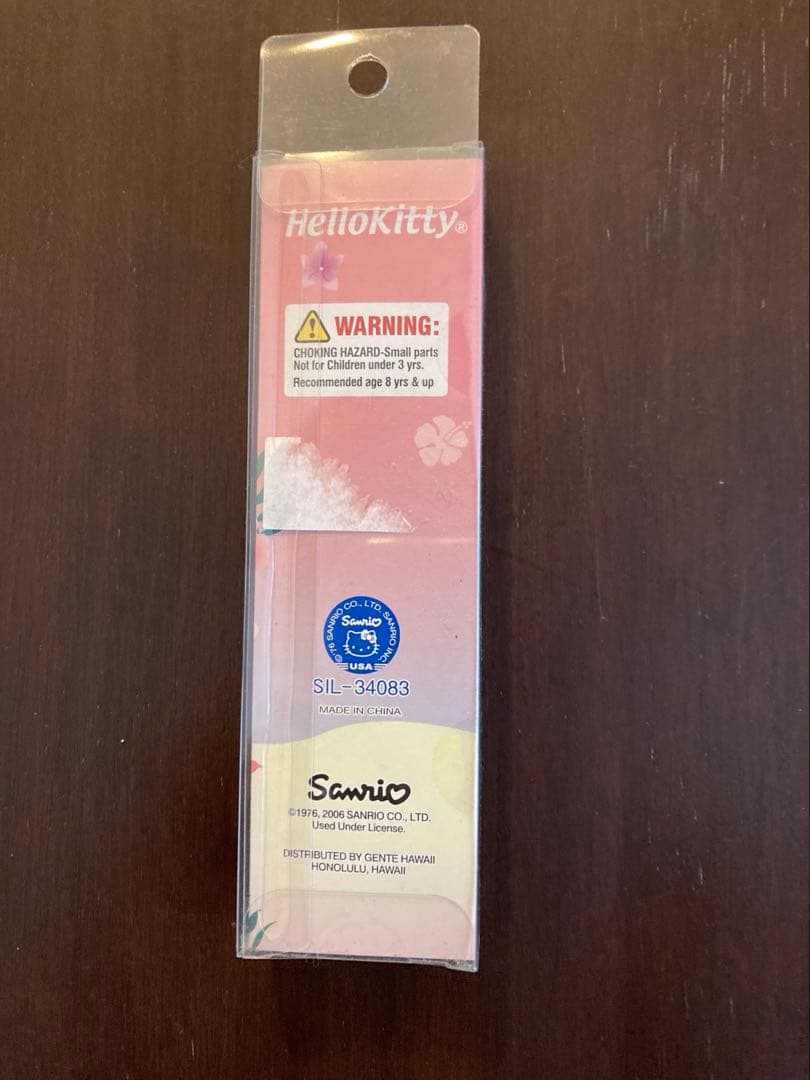 HelloKitty®
WARNING:
CHOKING HAZARD-Small parts
Not for Children under 3 yrs.
Recommended age 8 yrs & up
©'76 SANRIO CO., LTD. SANRIO INC.
Sanrio
USA
SIL-34083
MADE IN CHINA
Sanrio
©1976, 2006 SANRIO CO., LTD.
Used Under License.
DISTRIBUTED BY GENTE HAWAII
HONOLULU, HAWAII